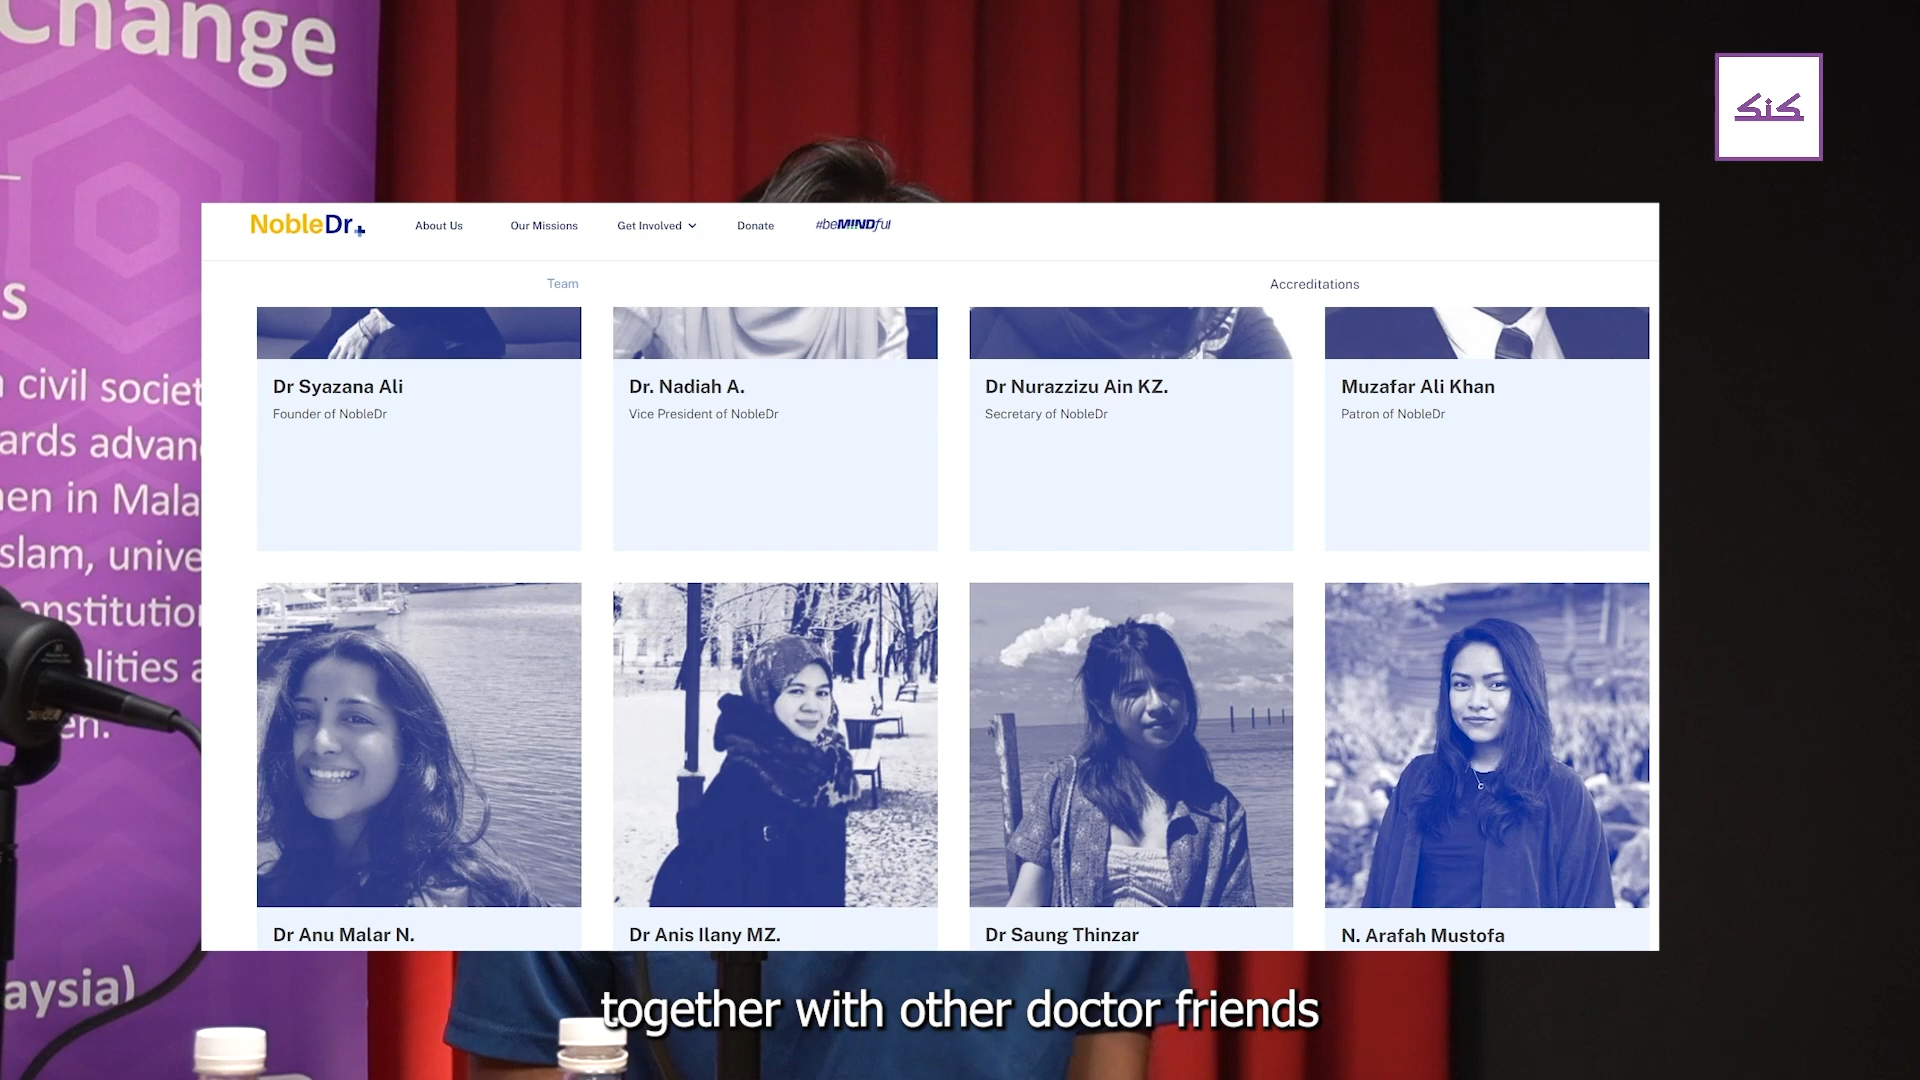 Change
s
civil societ
ards advan
en in Mala
slam, unive
onstitution
alities a
en.
aysia)
sis
NobleDr+
About Us
Our Missions
Get Involved
Donate
#beMINDful
Team
Accreditations
Dr Syazana Ali
Founder of NobleDr
Dr. Nadiah A.
Vice President of NobleDr
Dr Nurazzizu Ain KZ.
Secretary of NobleDr
Muzafar Ali Khan
Patron of NobleDr
Dr Anu Malar N.
Dr Anis Ilany MZ.
Dr Saung Thinzar
N. Arafah Mustofa
together with other doctor friends